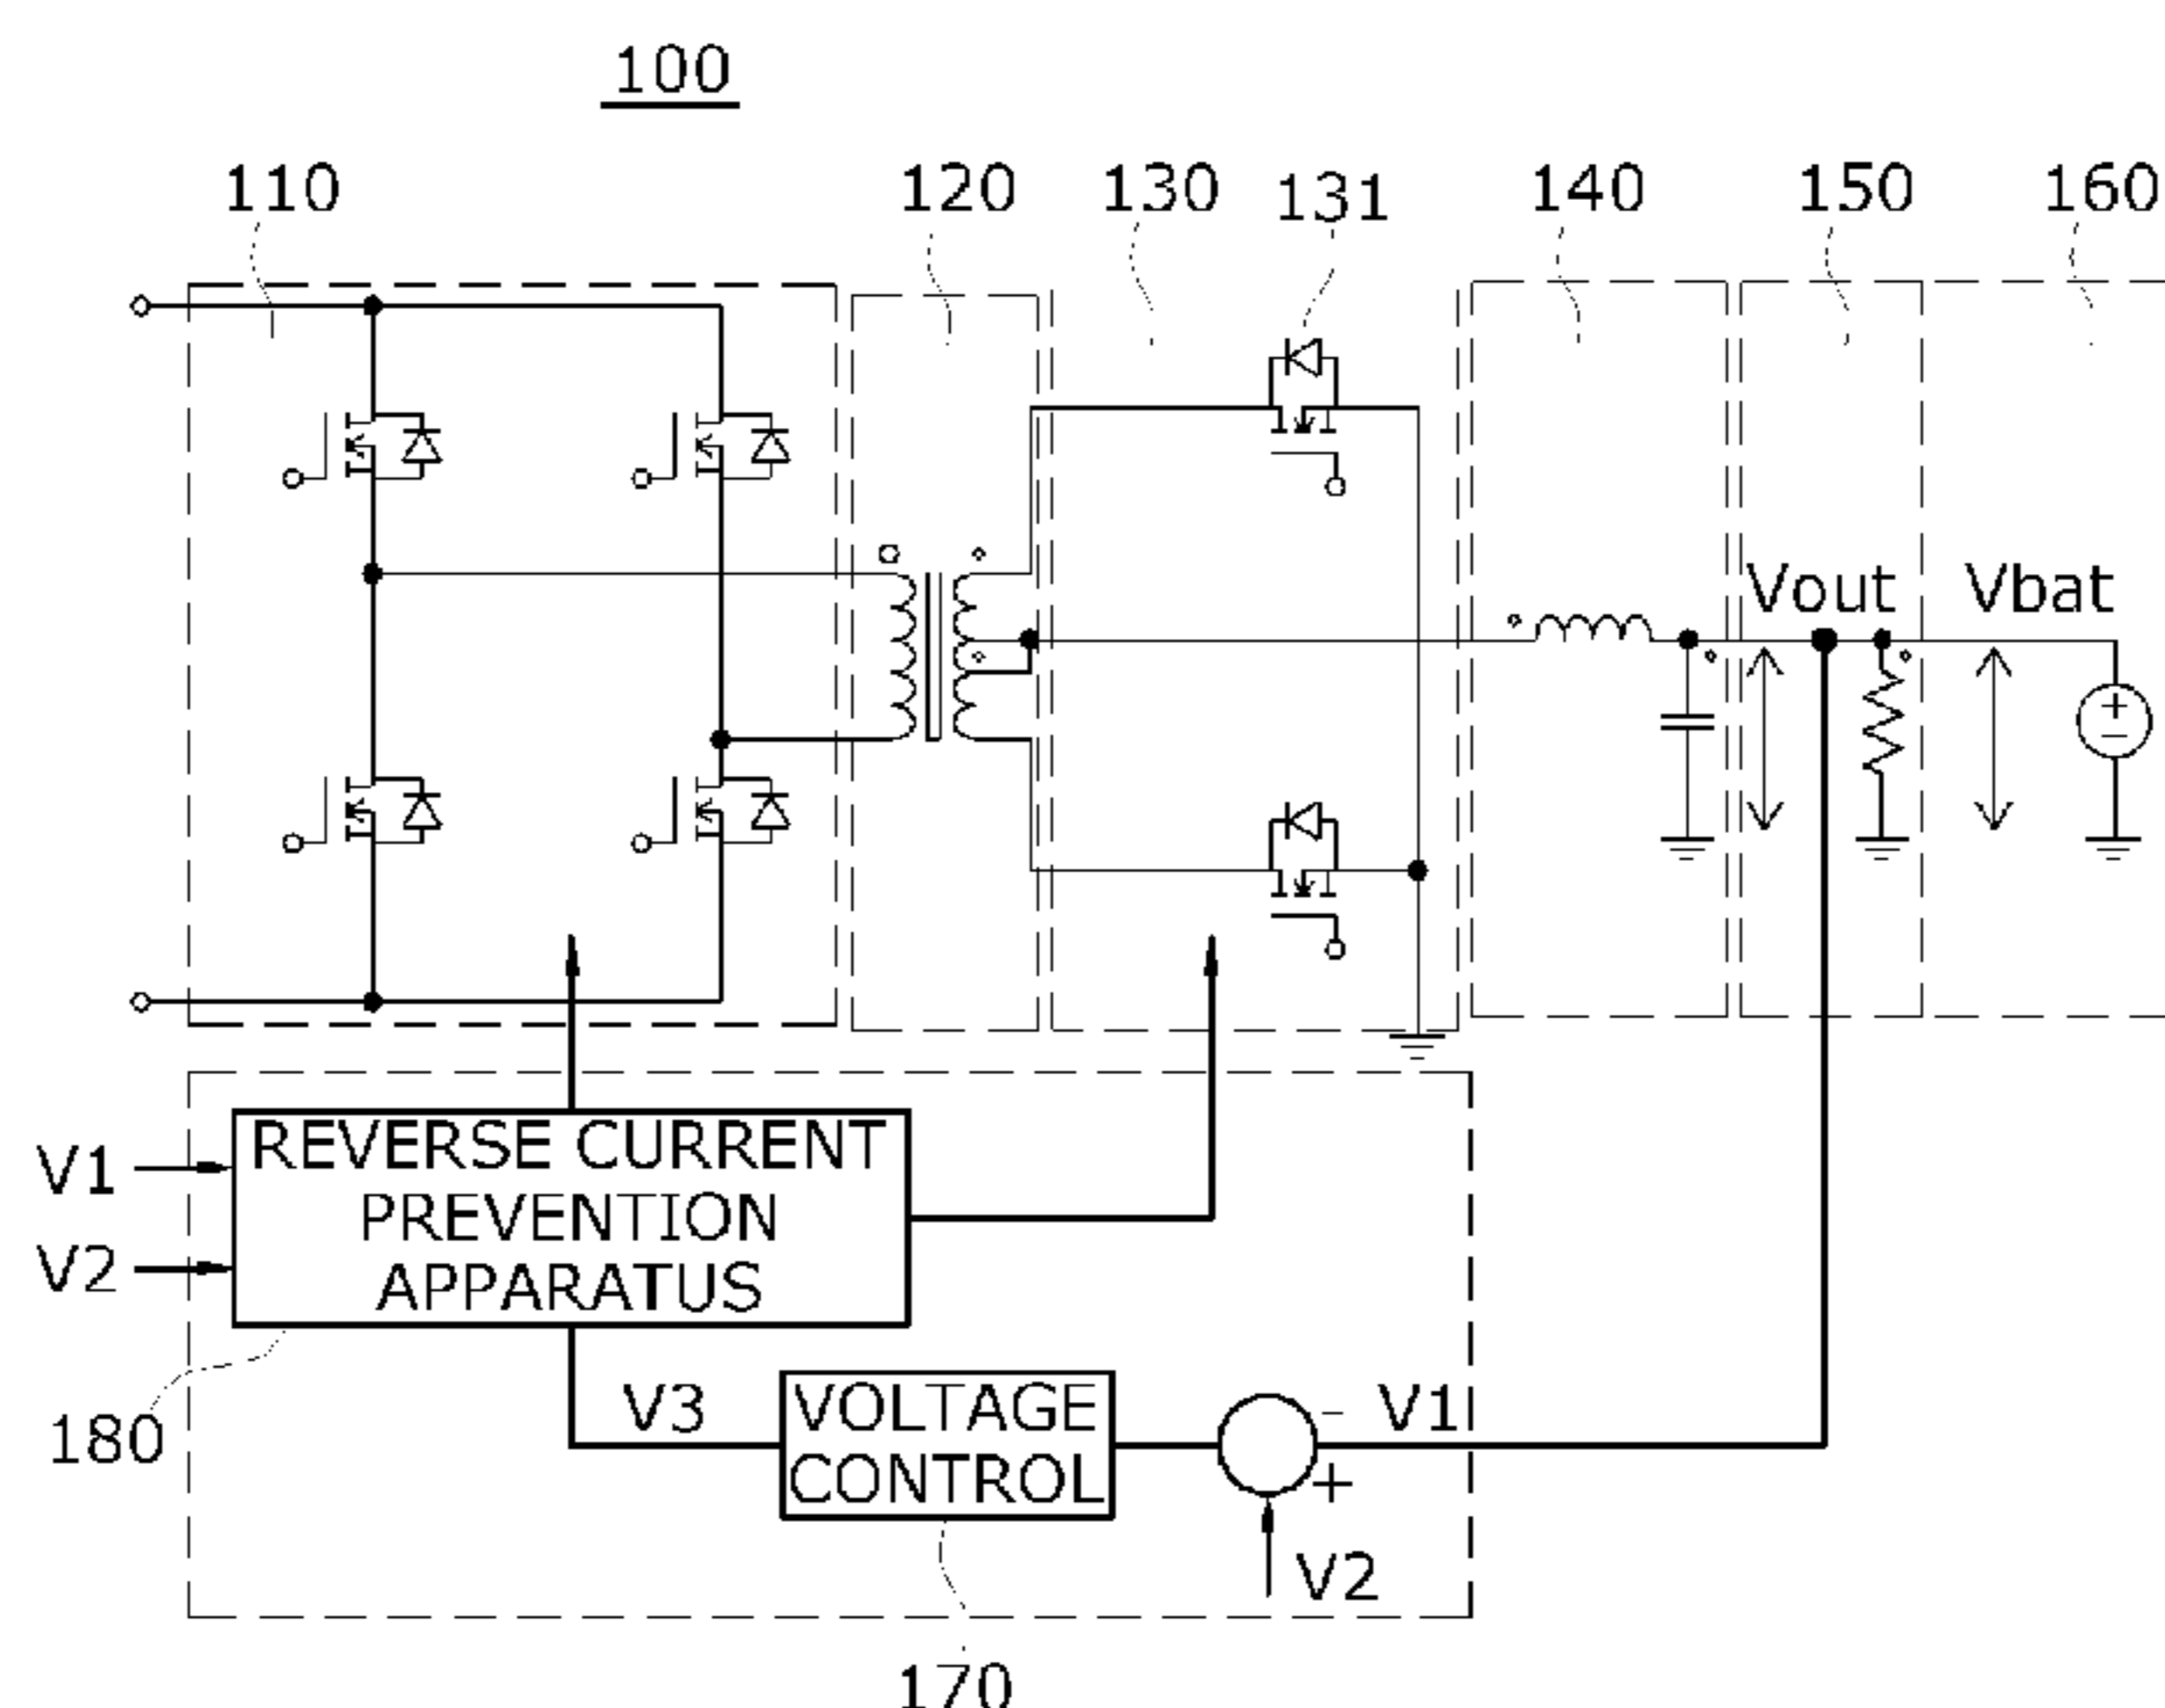 100
110
120
130
131
140
150
160
Vout
Vbat
V1
V2
REVERSE CURRENT
PREVENTION
APPARATUS
180
V3
VOLTAGE
CONTROL
V1
V2
170